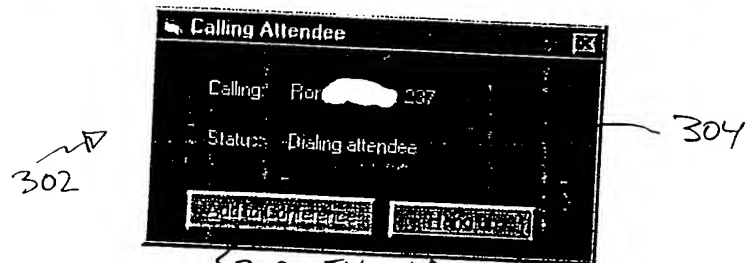 Calling Attendee
Calling: 237
Status: Dialing attendee
Add to Conference
304
302